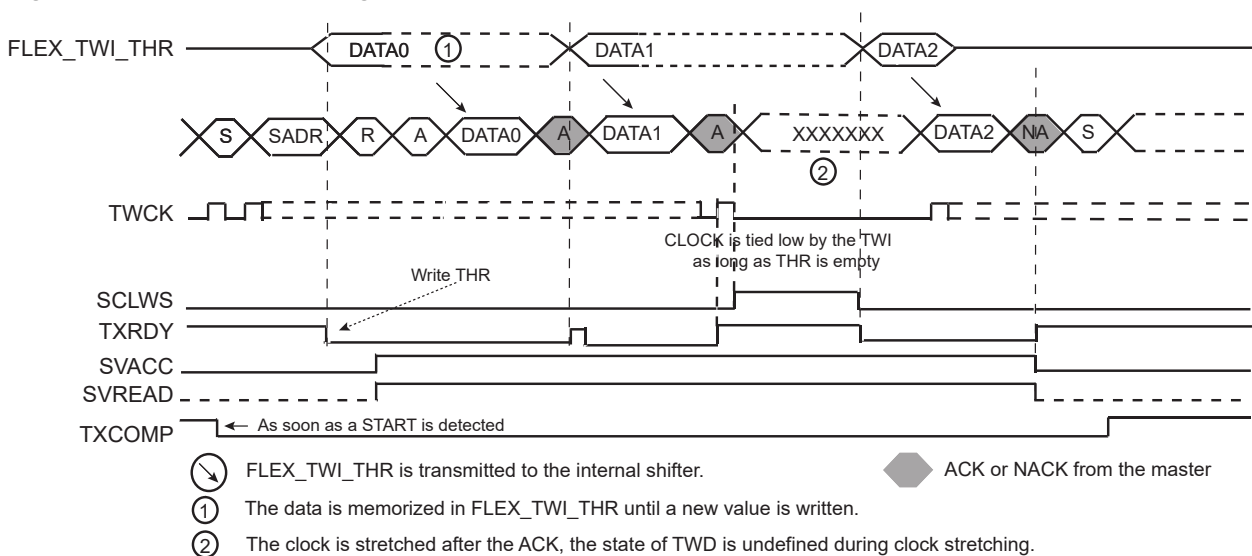 FLEX_TWI_THR DATA0 1 DATA1 DATA2
S SADR R A DATA0 A DATA1 A XXXXXXX DATA2 NA S
2
TWCK
CLOCK is tied low by the TWI
as long as THR is empty
Write THR
SCLWS
TXRDY
SVACC
SVREAD
TXCOMP As soon as a START is detected
FLEX_TWI_THR is transmitted to the internal shifter. ACK or NACK from the master
1 The data is memorized in FLEX_TWI_THR until a new value is written.
2 The clock is stretched after the ACK, the state of TWD is undefined during clock stretching.